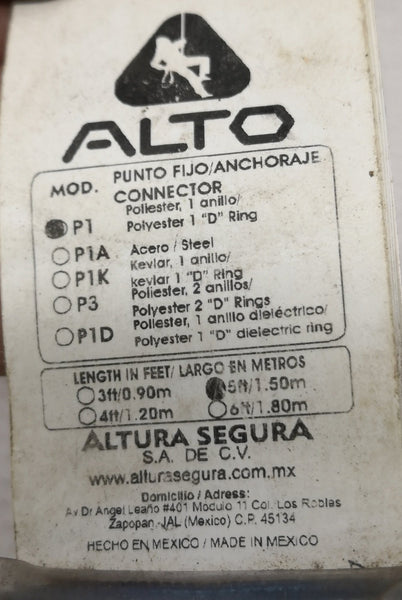 ALTO
PUNTO FIJO/ANCHORAJE
MOD. CONNECTOR
Poliester, 1 anillo/
P1 Polyester 1 "D" Ring
P1A Acero / Steel
Kevlar, 1 anillo/
P1K kevlar 1 "D" Ring
Poliester, 2 anillos/
P3 Polyester 2 "D" Rings
Poliester, 1 anillo dieléctrico/
P1D Polyester 1 "D" dielectric ring
LENGTH IN FEET/ LARGO EN METROS
3ft/0.90m 5ft/1.50m
4ft/1.20m 6ft/1.80m
ALTURA SEGURA
S.A. DE C.V.
www.alturasegura.com.mx
Domicilio / Adress:
Av Dr Angel Leaño #401 Modulo 11 Col. Los Robles
Zapopan JAL (Mexico) C.P. 45134
HECHO EN MEXICO / MADE IN MEXICO